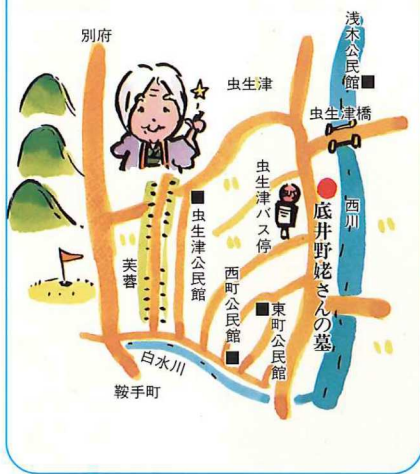 別府
浅木公民館
虫生津
虫生津橋
虫生津バス停
西川
底井野姥さんの墓
虫生津公民館
芙蓉
西町公民館
東町公民館
白水川
鞍手町